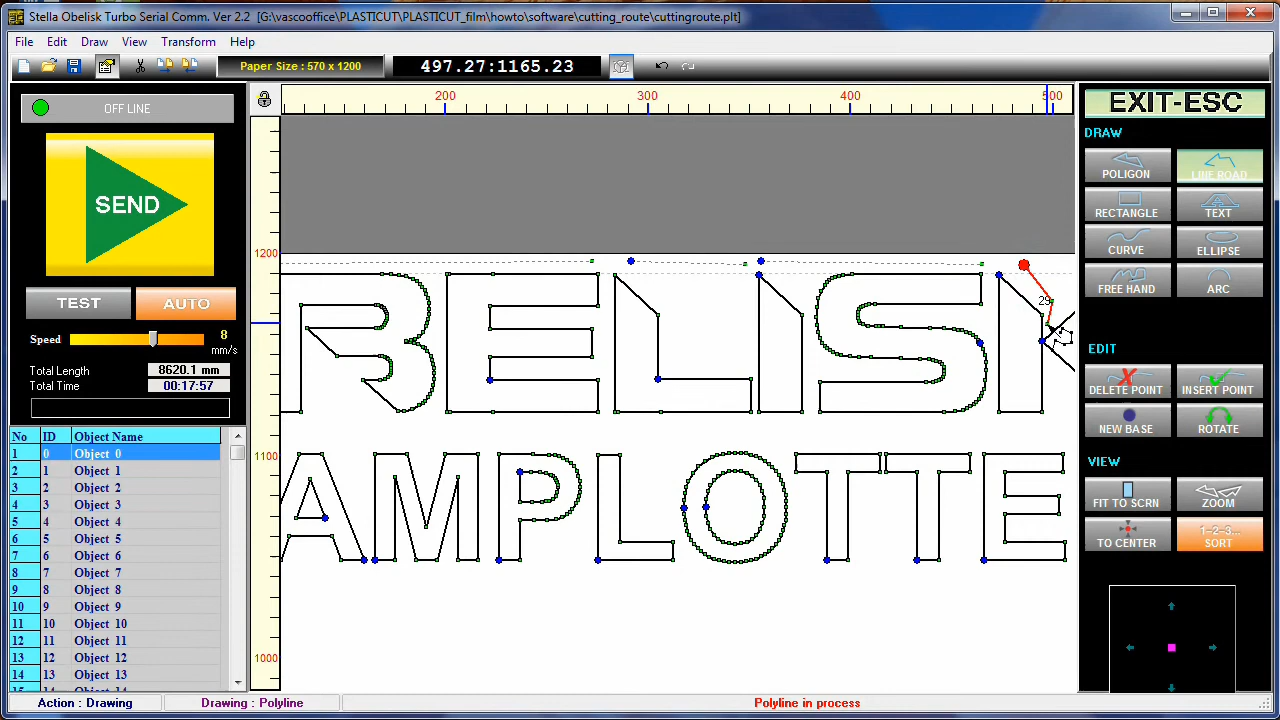 Stella Obelisk Turbo Serial Comm. Ver 2.2 [G:\vascooffice\PLASTICUT\PLASTICUT_film\howto\software\cutting_route\cuttingroute.plt]
File Edit Draw View Transform Help
Paper Size : 570 x 1200
497.27:1165.23
OFF LINE
SEND
TEST AUTO
Speed 8 mm/s
Total Length 8620.1 mm
Total Time 00:17:57
No ID Object Name
1 0 Object 0
2 1 Object 1
3 2 Object 2
4 3 Object 3
5 4 Object 4
6 5 Object 5
7 6 Object 6
8 7 Object 7
9 8 Object 8
10 9 Object 9
11 10 Object 10
12 11 Object 11
13 12 Object 12
14 13 Object 13
15 14 Object 14
200 300 400 500
1200
1100
1000
29
BELIS
AMPLOTTE
EXIT-ESC
DRAW
POLIGON LINE ROAD
RECTANGLE TEXT
CURVE ELLIPSE
FREE HAND ARC
EDIT
DELETE POINT INSERT POINT
NEW BASE ROTATE
VIEW
FIT TO SCRN ZOOM
TO CENTER 1-2-3... SORT
Action : Drawing Drawing : Polyline Polyline in process